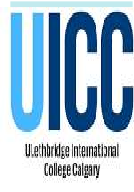 UICC
ULethbridge International
College Calgary